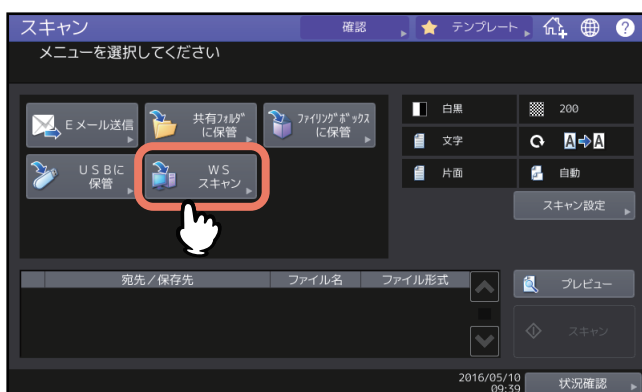 スキャン
確認
テンプレート
メニューを選択してください
Eメール送信
共有フォルダ
に保管
ファイリングボックス
に保管
白黒
200
文字
A A
USBに
保管
WS
スキャン
片面
自動
スキャン設定
宛先/保存先
ファイル名
ファイル形式
プレビュー
スキャン
2016/05/10
09:39
状況確認